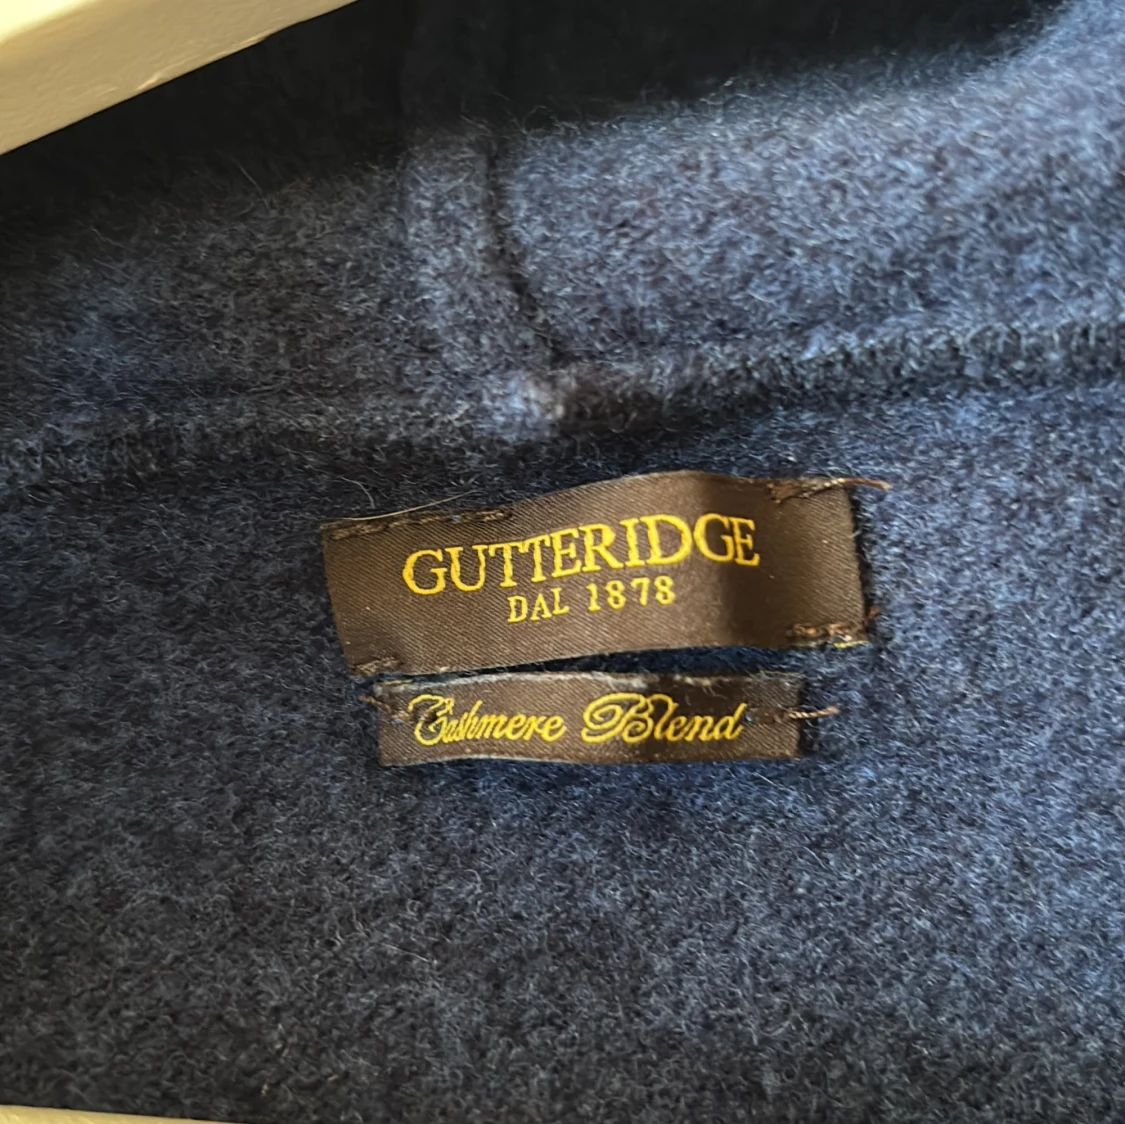 GUTTERIDGE
DAL 1878
Cashmere Blend